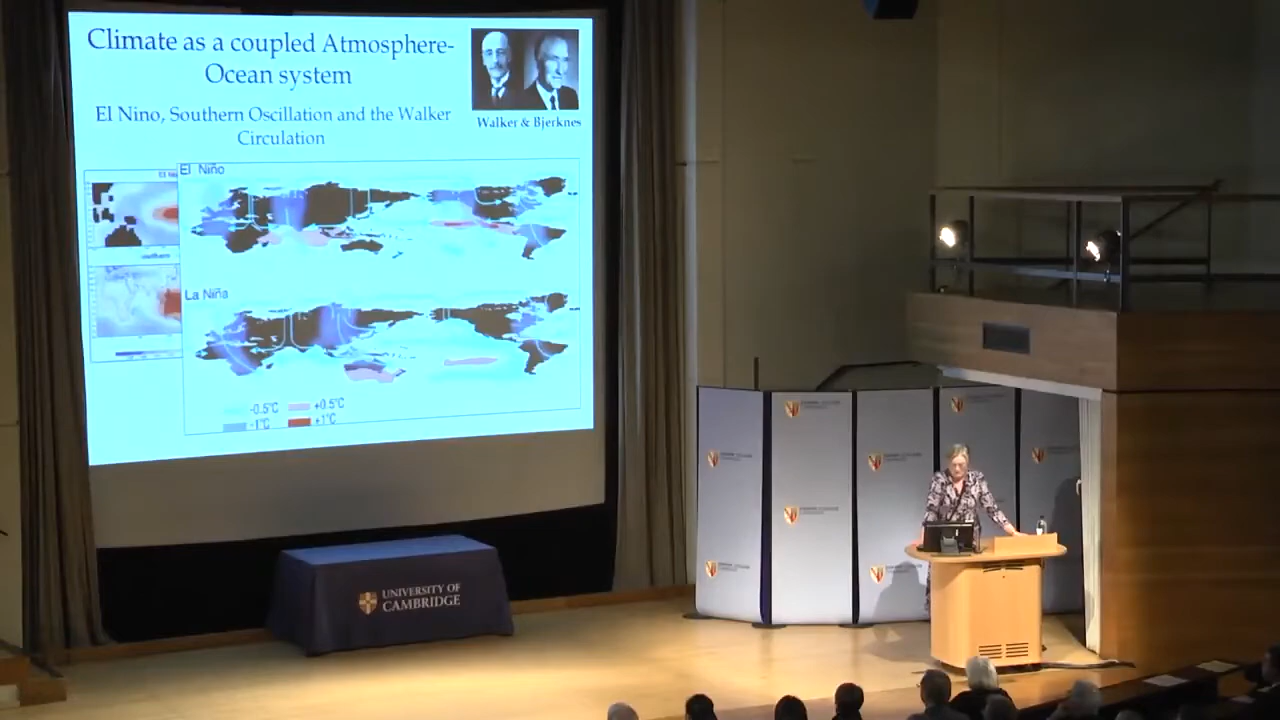 Climate as a coupled Atmosphere-
Ocean system
El Nino, Southern Oscillation and the Walker
Circulation
Walker & Bjerknes
El Niño
La Niña
-0.5°C
+0.5°C
-1°C
+1°C
UNIVERSITY OF
CAMBRIDGE